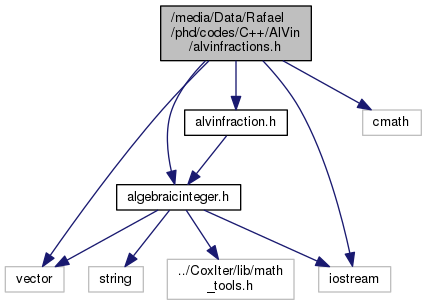 /media/Data/Rafael
/phd/codes/C++/AlVin
/alvinfractions.h
alvinfraction.h
cmath
algebraicinteger.h
vector
string
../CoxIter/lib/math
_tools.h
iostream